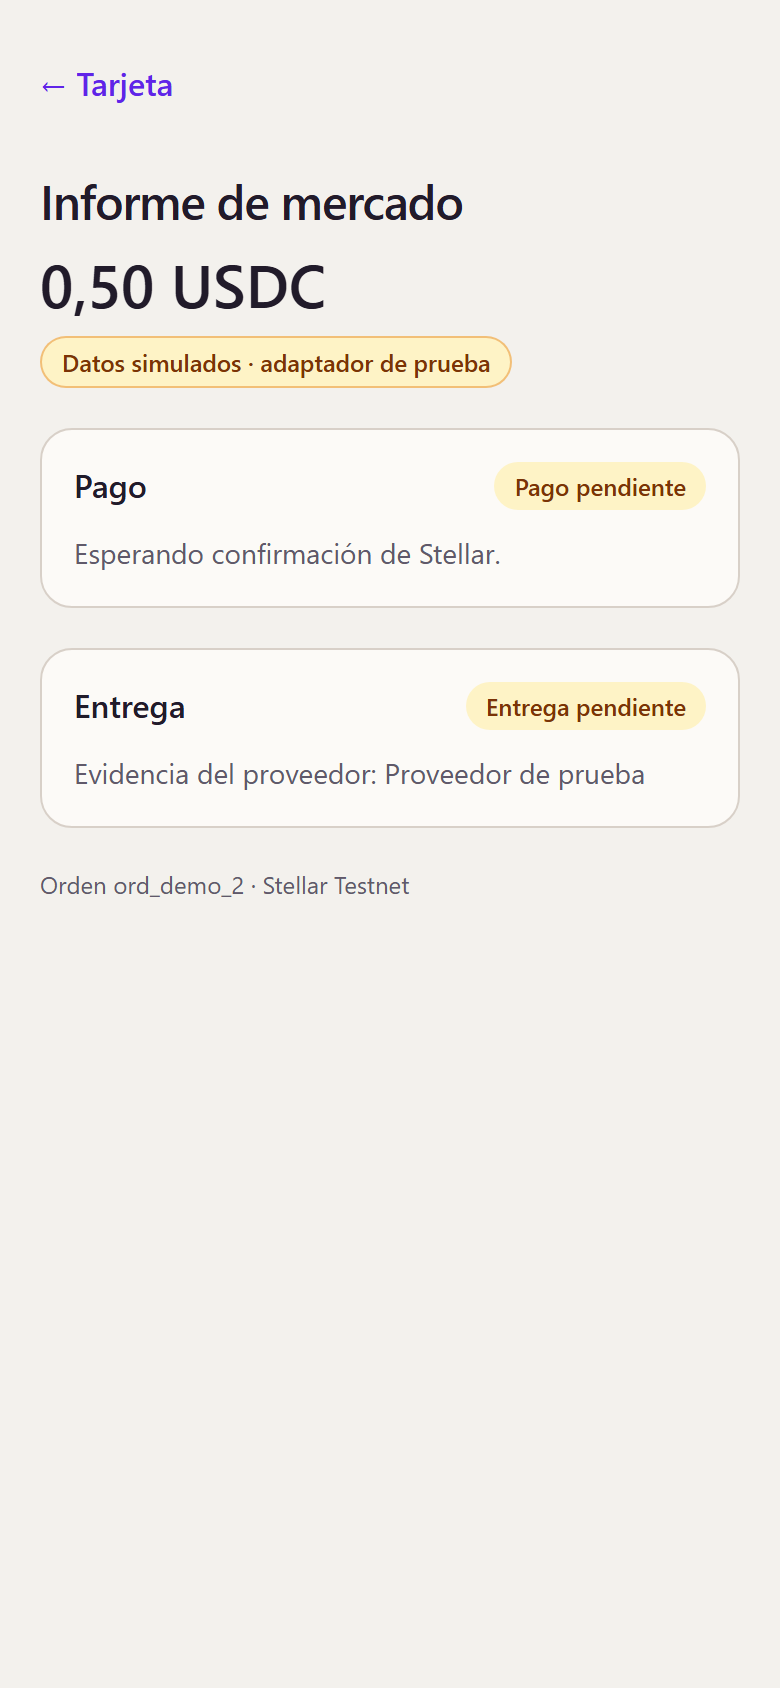 ← Tarjeta
Informe de mercado
0,50 USDC
Datos simulados · adaptador de prueba
Pago
Pago pendiente
Esperando confirmación de Stellar.
Entrega
Entrega pendiente
Evidencia del proveedor: Proveedor de prueba
Orden ord_demo_2 · Stellar Testnet